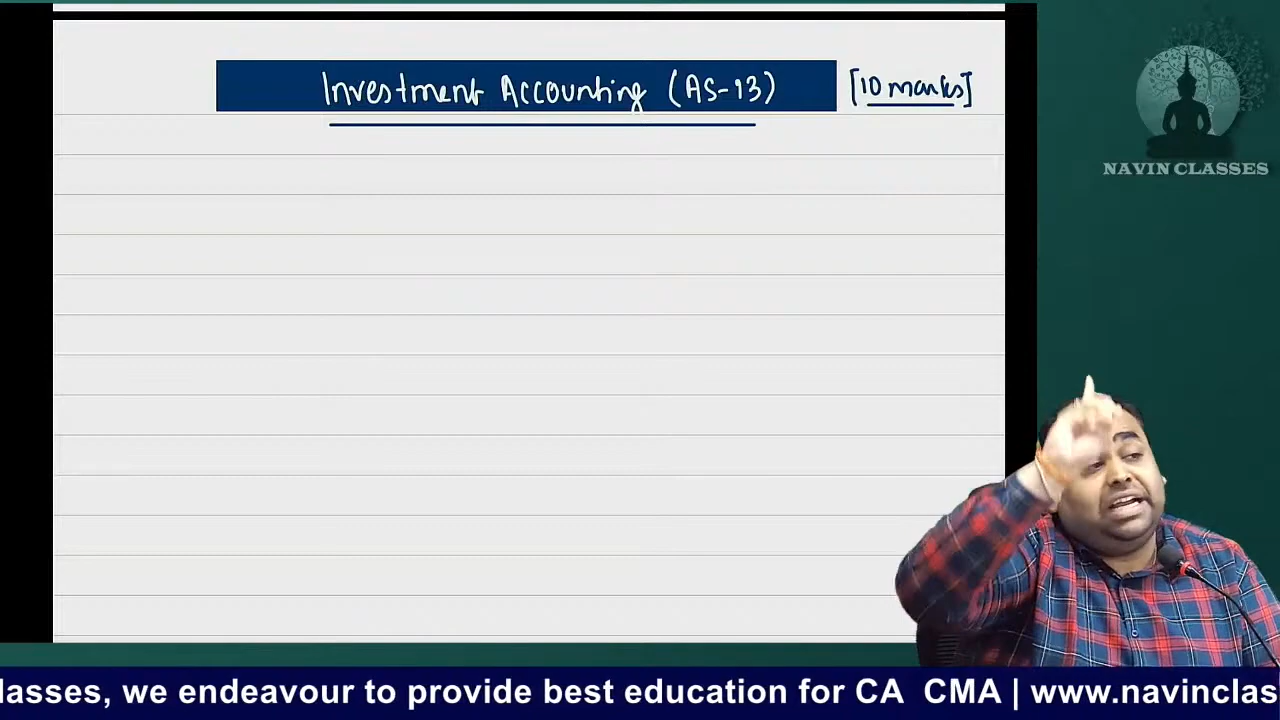 Investment Accounting (AS-13) [10 marks]
NAVIN CLASSES
lasses, we endeavour to provide best education for CA CMA | www.navinclas